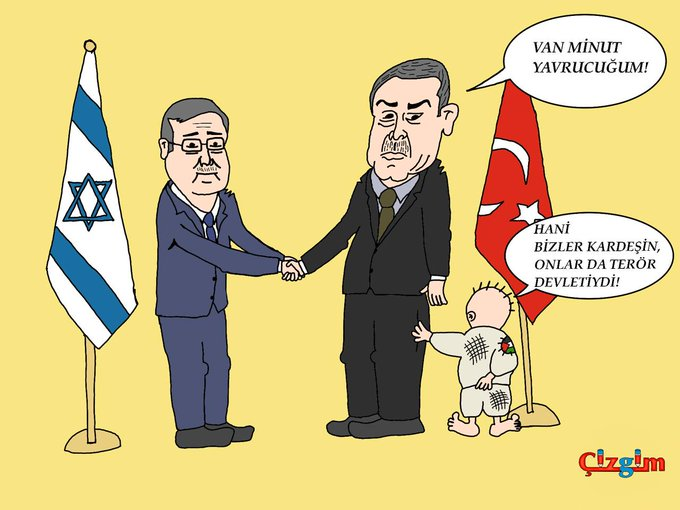 VAN MİNUT
YAVRUCUĞUM!
HANİ
BİZLER KARDEŞİN,
ONLAR DA TERÖR
DEVLETİYDİ!
Çizgim